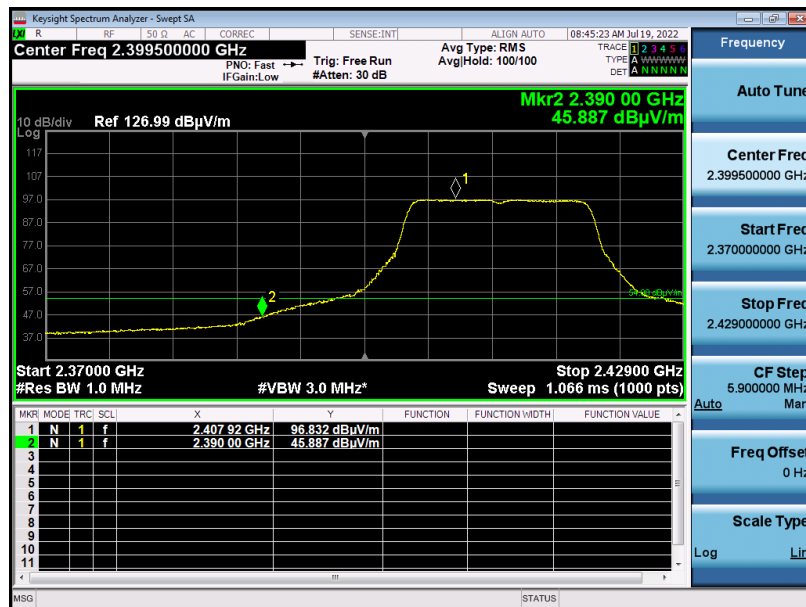 Keysight Spectrum Analyzer - Swept SA
LXI R RF 50 Ω AC CORREC SENSE:INT ALIGN AUTO 08:45:23 AM Jul 19, 2022
Center Freq 2.399500000 GHz
PNO: Fast
IFGain:Low
Trig: Free Run
#Atten: 30 dB
Avg Type: RMS
Avg|Hold: 100/100
TRACE 1 2 3 4 5 6
TYPE A W W W W W
DET A N N N N N
Mkr2 2.390 00 GHz
45.887 dBµV/m
10 dB/div Ref 126.99 dBµV/m
Log
117
107
97.0
87.0
77.0
67.0
57.0
47.0
37.0
1
2
54.00 dBµV/m
Start 2.37000 GHz Stop 2.42900 GHz
#Res BW 1.0 MHz #VBW 3.0 MHz* Sweep 1.066 ms (1000 pts)
MKR MODE TRC SCL X Y FUNCTION FUNCTION WIDTH FUNCTION VALUE
1 N 1 f 2.407 92 GHz 96.832 dBµV/m
2 N 1 f 2.390 00 GHz 45.887 dBµV/m
3
4
5
6
7
8
9
10
11
MSG STATUS
Frequency
Auto Tune
Center Freq
2.399500000 GHz
Start Freq
2.370000000 GHz
Stop Freq
2.429000000 GHz
CF Step
5.900000 MHz
Auto Man
Freq Offset
0 Hz
Scale Type
Log Lin